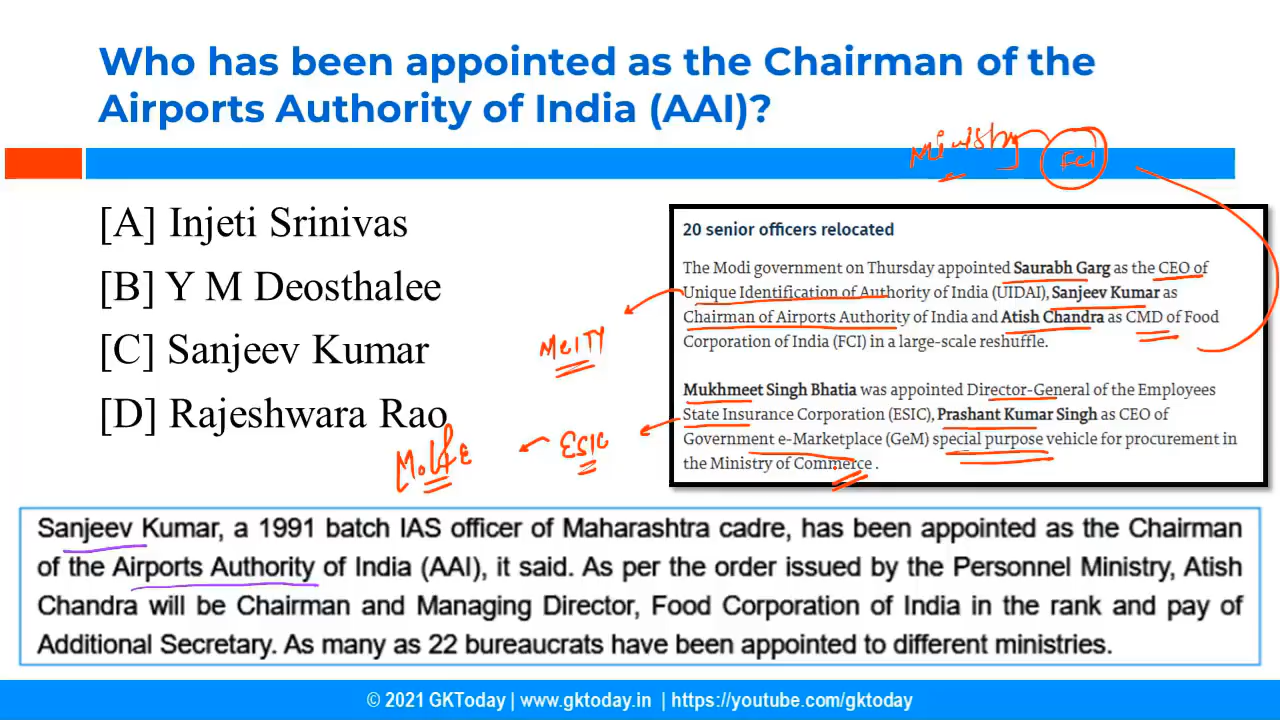 Who has been appointed as the Chairman of the
Airports Authority of India (AAI)?
Ministry FCI
[A] Injeti Srinivas
[B] Y M Deosthalee
[C] Sanjeev Kumar
[D] Rajeshwara Rao
20 senior officers relocated
The Modi government on Thursday appointed Saurabh Garg as the CEO of
Unique Identification of Authority of India (UIDAI), Sanjeev Kumar as
Chairman of Airports Authority of India and Atish Chandra as CMD of Food
Corporation of India (FCI) in a large-scale reshuffle.
MeITY
Mukhmeet Singh Bhatia was appointed Director-General of the Employees
State Insurance Corporation (ESIC), Prashant Kumar Singh as CEO of
Government e-Marketplace (GeM) special purpose vehicle for procurement in
the Ministry of Commerce .
MoL&E ESIC
Sanjeev Kumar, a 1991 batch IAS officer of Maharashtra cadre, has been appointed as the Chairman
of the Airports Authority of India (AAI), it said. As per the order issued by the Personnel Ministry, Atish
Chandra will be Chairman and Managing Director, Food Corporation of India in the rank and pay of
Additional Secretary. As many as 22 bureaucrats have been appointed to different ministries.
© 2021 GKToday | www.gktoday.in | https://youtube.com/gktoday